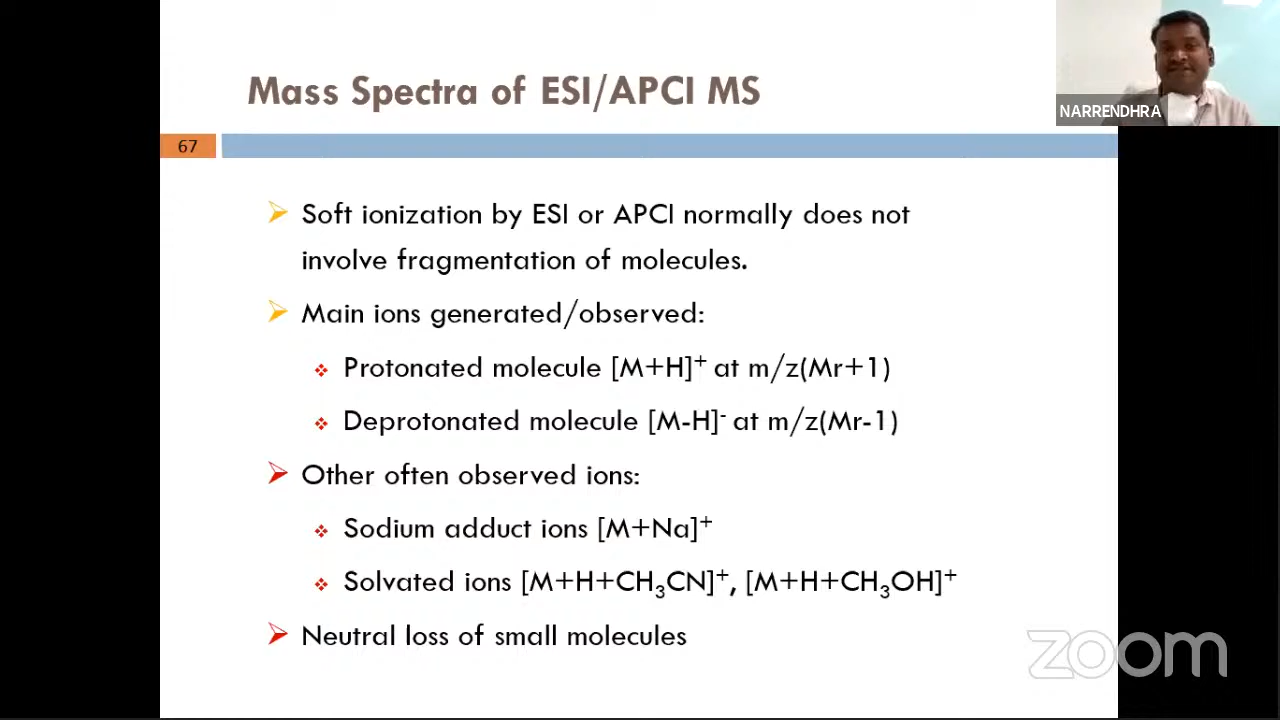 Mass Spectra of ESI/APCI MS
NARRENDHRA
67
Soft ionization by ESI or APCI normally does not
involve fragmentation of molecules.
Main ions generated/observed:
Protonated molecule [M+H]⁺ at m/z(Mr+1)
Deprotonated molecule [M-H]⁻ at m/z(Mr-1)
Other often observed ions:
Sodium adduct ions [M+Na]⁺
Solvated ions [M+H+CH₃CN]⁺, [M+H+CH₃OH]⁺
Neutral loss of small molecules
zoom